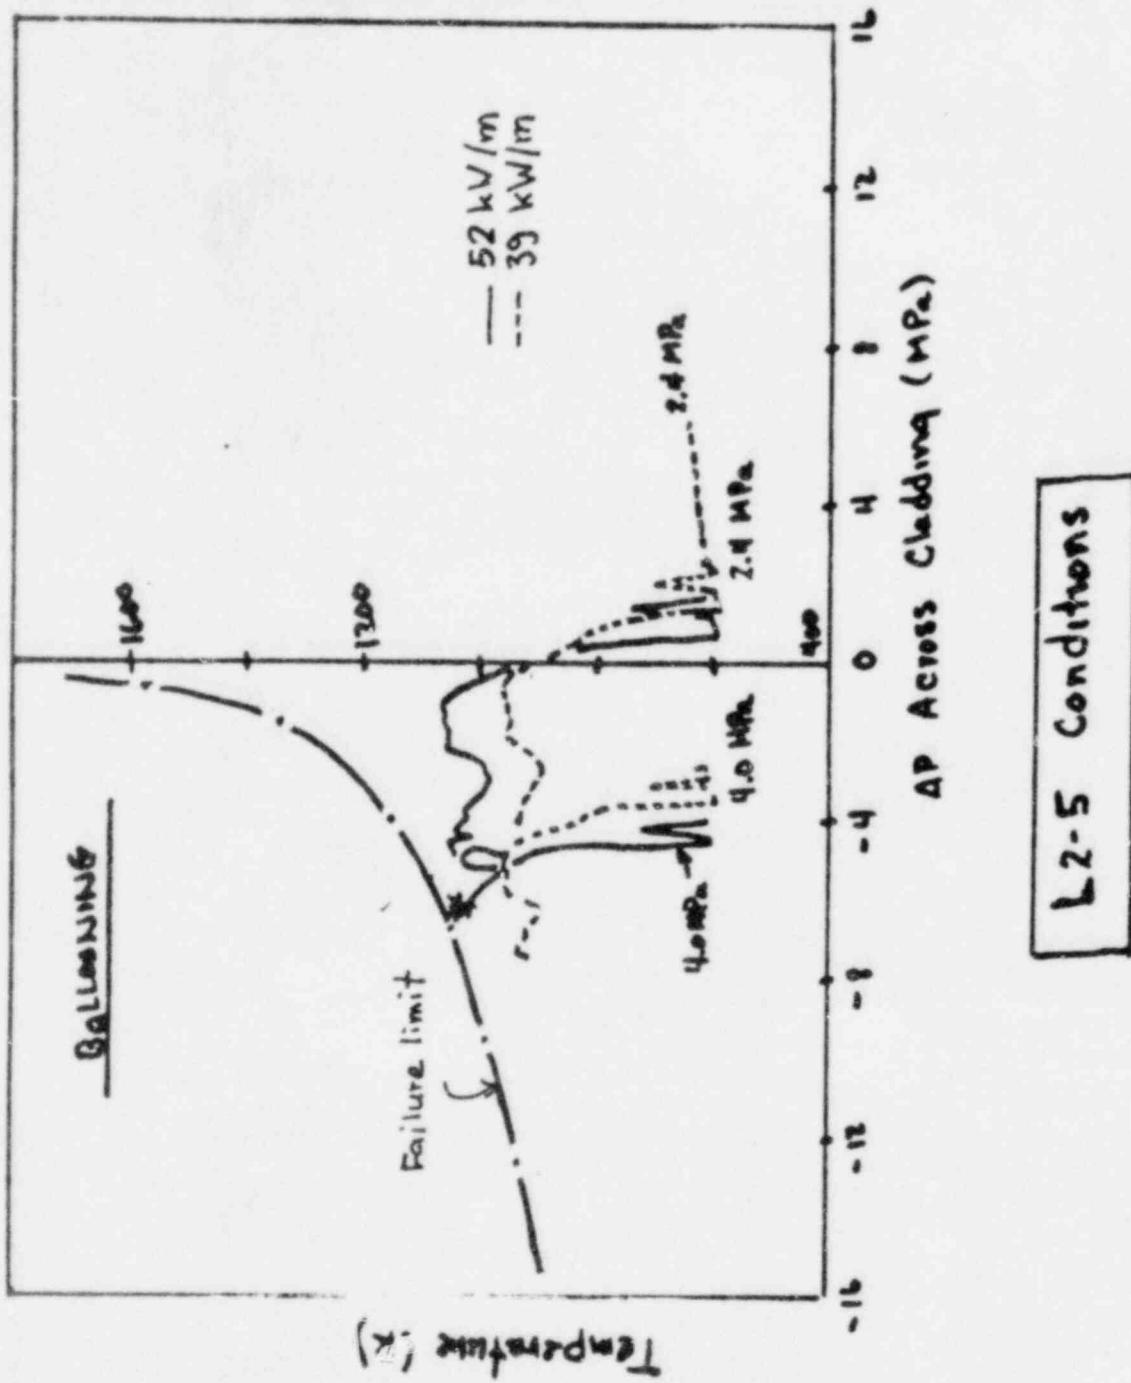 BALLOONING
1600
1200
400
Failure limit
52 kW/m
39 kW/m
2.4 MPa
2.4 MPa
4.0 MPa
4.0 MPa
Temperature (K)
-16
-12
-8
-4
0
4
8
12
16
ΔP Across Cladding (MPa)
L2-5 Conditions